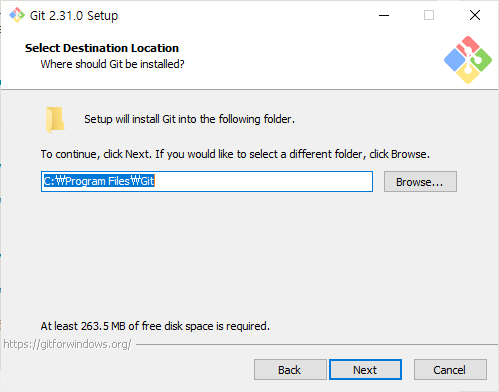 Git 2.31.0 Setup
Select Destination Location
Where should Git be installed?
Setup will install Git into the following folder.
To continue, click Next. If you would like to select a different folder, click Browse.
C:₩Program Files₩Git
Browse...
At least 263.5 MB of free disk space is required.
https://gitforwindows.org/
Back
Next
Cancel